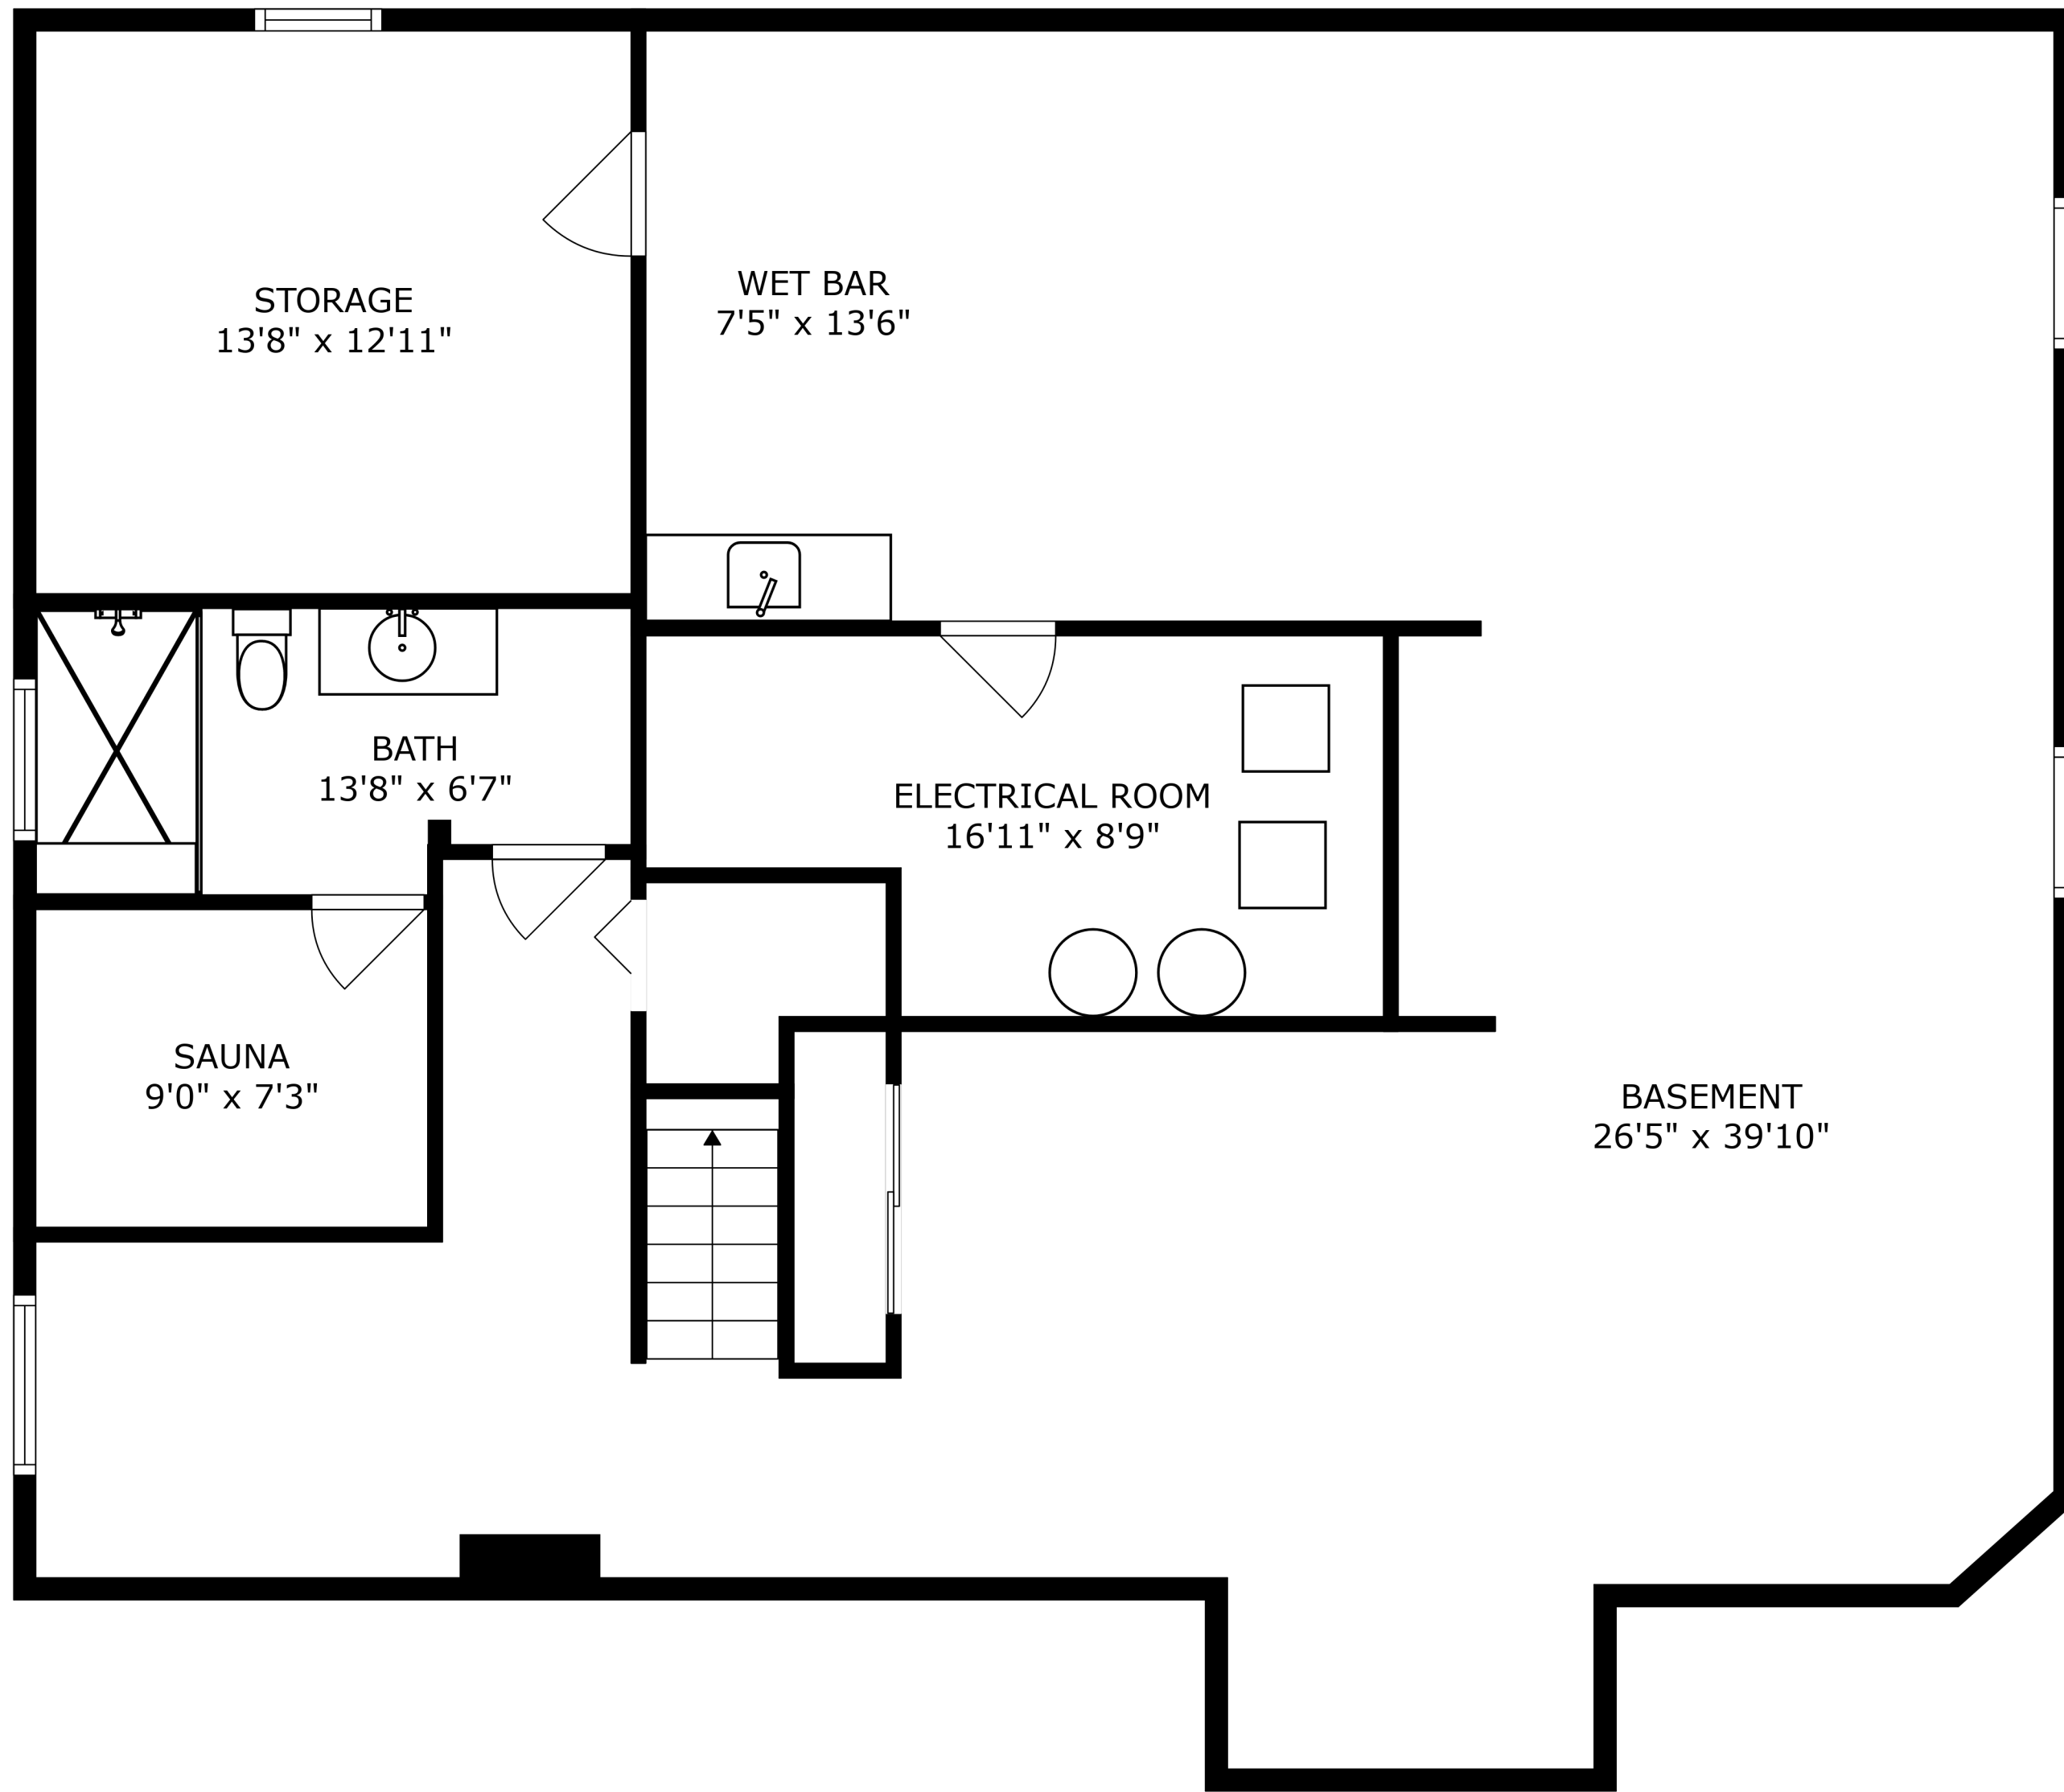 STORAGE
13'8" x 12'11"
WET BAR
7'5" x 13'6"
BATH
13'8" x 6'7"
ELECTRICAL ROOM
16'11" x 8'9"
SAUNA
9'0" x 7'3"
BASEMENT
26'5" x 39'10"